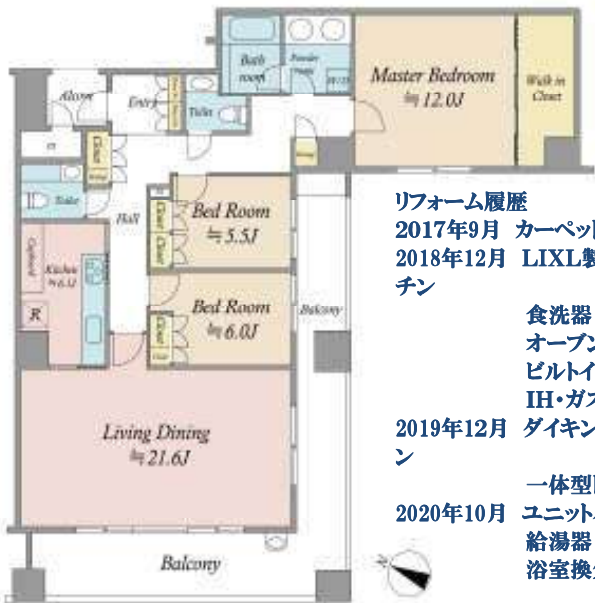 Bath room
Powder Room
Master Bedroom
≒12.0J
Walk in Closet
Alcove
Entry
Toilet
Closet
Toilet
Hall
Bed Room
≒5.5J
Closet
Closet
Kitchen
≒6.1J
Cupboard
R
Bed Room
≒6.0J
Closet
Balcony
Living Dining
≒21.6J
Balcony
N
リフォーム履歴
2017年9月 カーペッ
2018年12月 LIXL製
チン
食洗器
オーブン
ビルトイ
IH・ガス
2019年12月 ダイキン
ン
一体型
2020年10月 ユニット
給湯器
浴室換